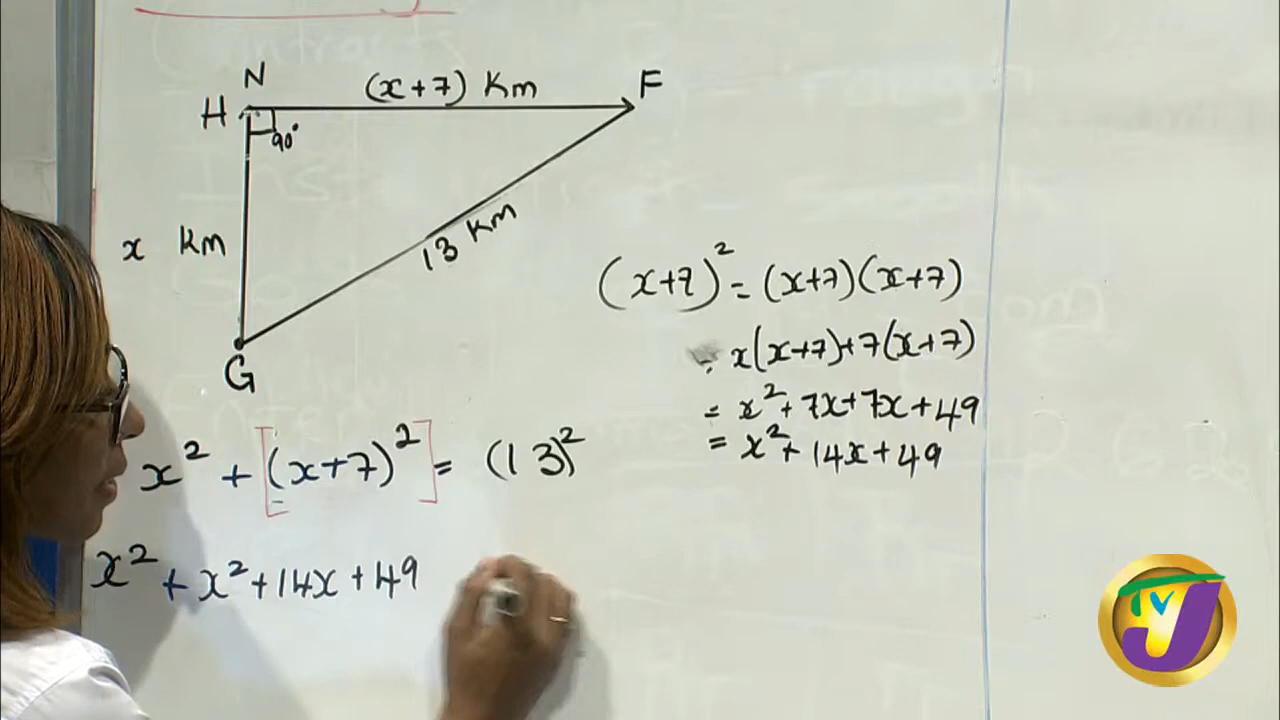 N
(x+7) Km
F
H
90°
x Km
13 Km
G
(x+7)² = (x+7)(x+7)
= x(x+7)+7(x+7)
= x²+7x+7x+49
= x²+14x+49
x² + [(x+7)²] = (13)²
x² + x² + 14x + 49
TVJ